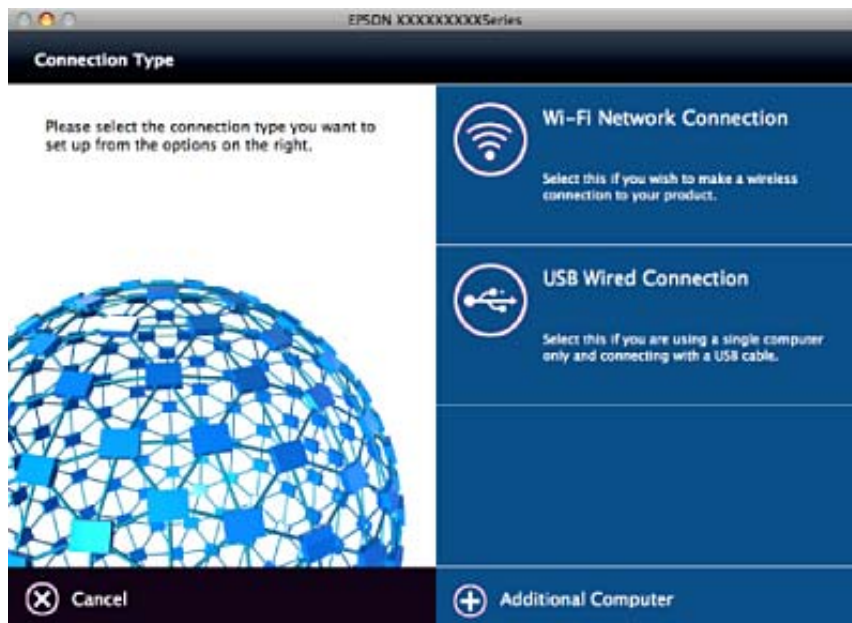 EPSON XXXXXXXXXSeries
Connection Type
Please select the connection type you want to
set up from the options on the right.
Wi-Fi Network Connection
Select this if you wish to make a wireless
connection to your product.
USB Wired Connection
Select this if you are using a single computer
only and connecting with a USB cable.
Cancel
Additional Computer